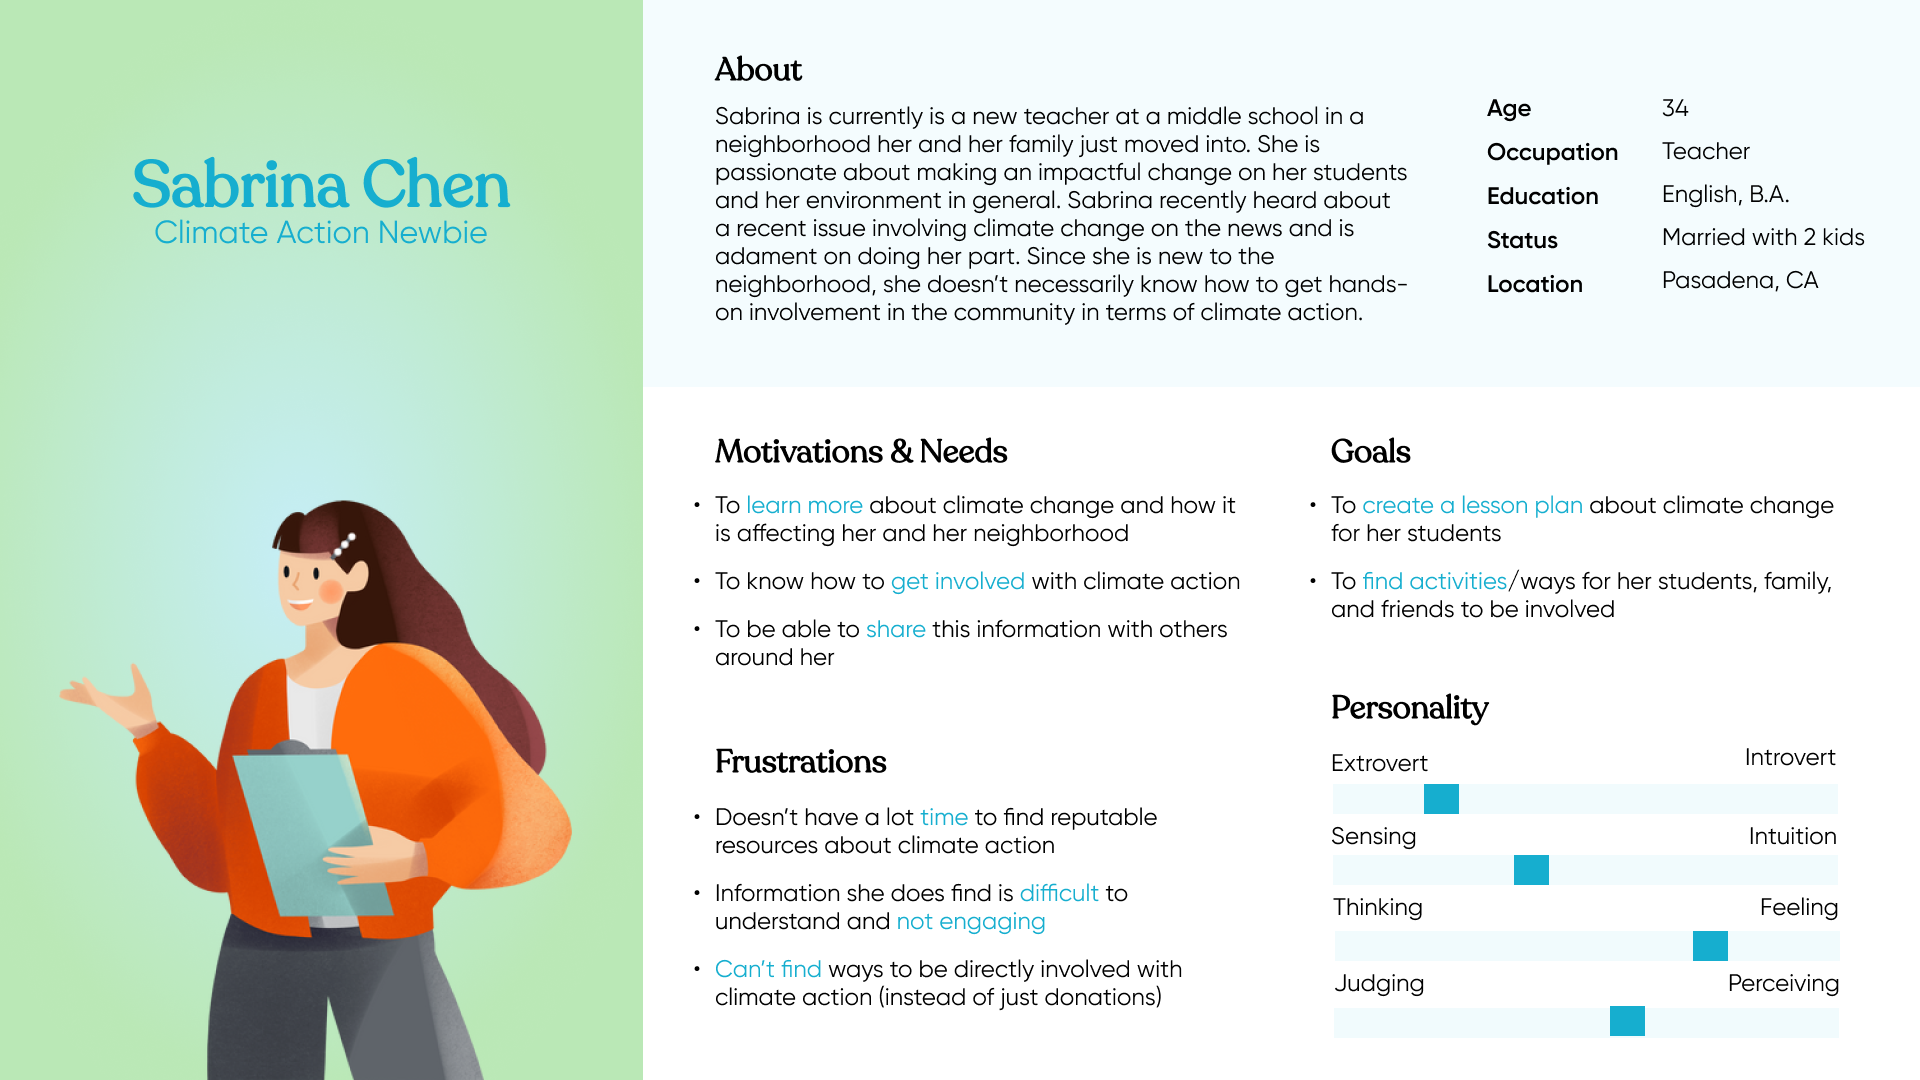 Sabrina Chen
Climate Action Newbie
About
Sabrina is currently is a new teacher at a middle school in a
neighborhood her and her family just moved into. She is
passionate about making an impactful change on her students
and her environment in general. Sabrina recently heard about
a recent issue involving climate change on the news and is
adament on doing her part. Since she is new to the
neighborhood, she doesn’t necessarily know how to get hands-
on involvement in the community in terms of climate action.
Age 34
Occupation Teacher
Education English, B.A.
Status Married with 2 kids
Location Pasadena, CA
Motivations & Needs
• To learn more about climate change and how it
is affecting her and her neighborhood
• To know how to get involved with climate action
• To be able to share this information with others
around her
Frustrations
• Doesn’t have a lot time to find reputable
resources about climate action
• Information she does find is difficult to
understand and not engaging
• Can’t find ways to be directly involved with
climate action (instead of just donations)
Goals
• To create a lesson plan about climate change
for her students
• To find activities/ways for her students, family,
and friends to be involved
Personality
Extrovert Introvert
Sensing Intuition
Thinking Feeling
Judging Perceiving